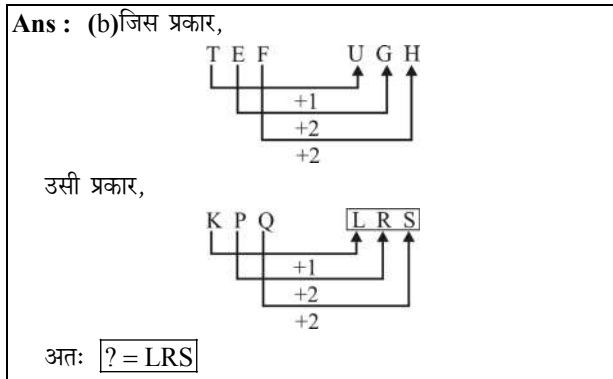 Ans : (b)जिस प्रकार,
T E F U G H
+1
+2
+2
उसी प्रकार,
K P Q L R S
+1
+2
+2
अतः ? = LRS